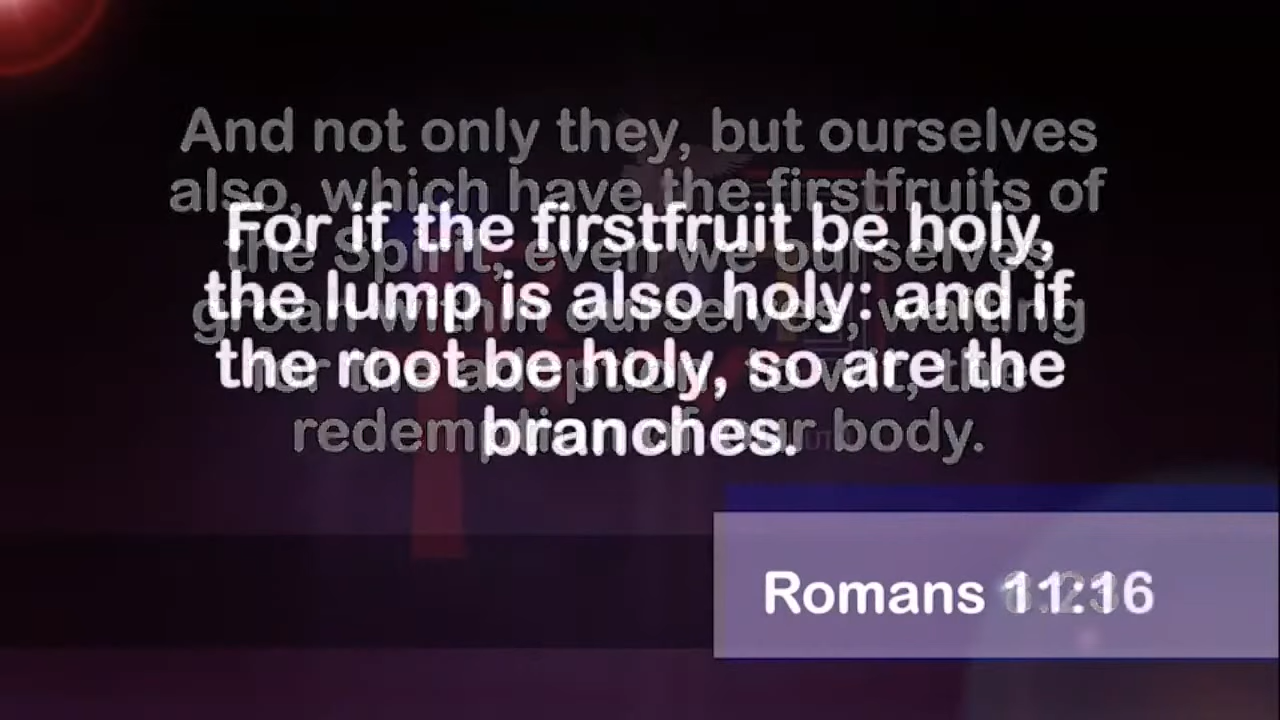 And not only they, but ourselves
also, which have the firstfruits of
the Spirit, even we ourselves
groan within ourselves, waiting
for the adoption, to wit, the
redemption of our body.
For if the firstfruit be holy,
the lump is also holy: and if
the root be holy, so are the
branches.
Romans 11:16
8:23